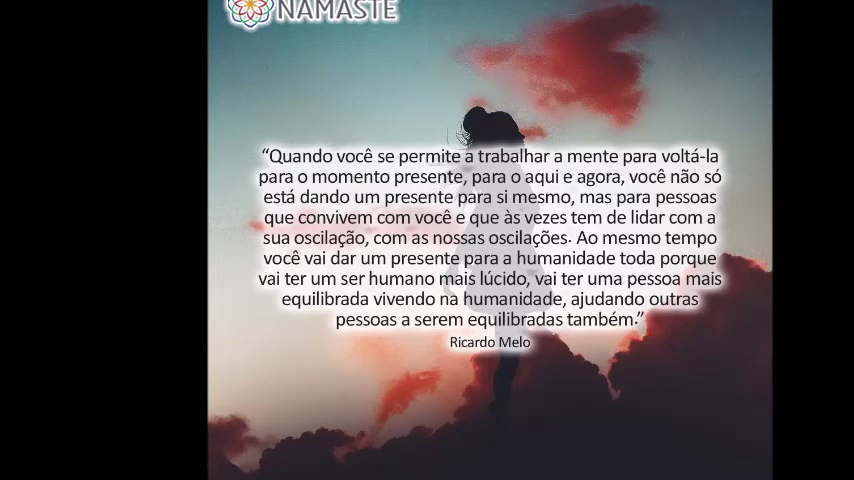 NAMASTÊ
“Quando você se permite a trabalhar a mente para voltá-la
para o momento presente, para o aqui e agora, você não só
está dando um presente para si mesmo, mas para pessoas
que convivem com você e que às vezes tem de lidar com a
sua oscilação, com as nossas oscilações. Ao mesmo tempo
você vai dar um presente para a humanidade toda porque
vai ter um ser humano mais lúcido, vai ter uma pessoa mais
equilibrada vivendo na humanidade, ajudando outras
pessoas a serem equilibradas também.”
Ricardo Melo